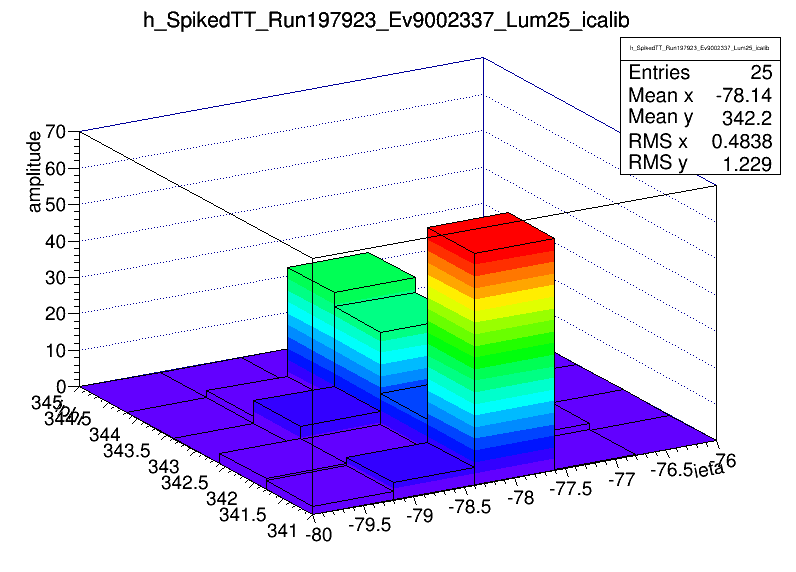 h_SpikedTT_Run197923_Ev9002337_Lum25_icalib
h_SpikedTT_Run197923_Ev9002337_Lum25_icalib
Entries 25
Mean x -78.14
Mean y 342.2
RMS x 0.4838
RMS y 1.229
amplitude
70
60
50
40
30
20
10
0
345
344.5
344
343.5
343
342.5
342
341.5
341
-80
-79.5
-79
-78.5
-78
-77.5
-77
-76.5
-76
ieta